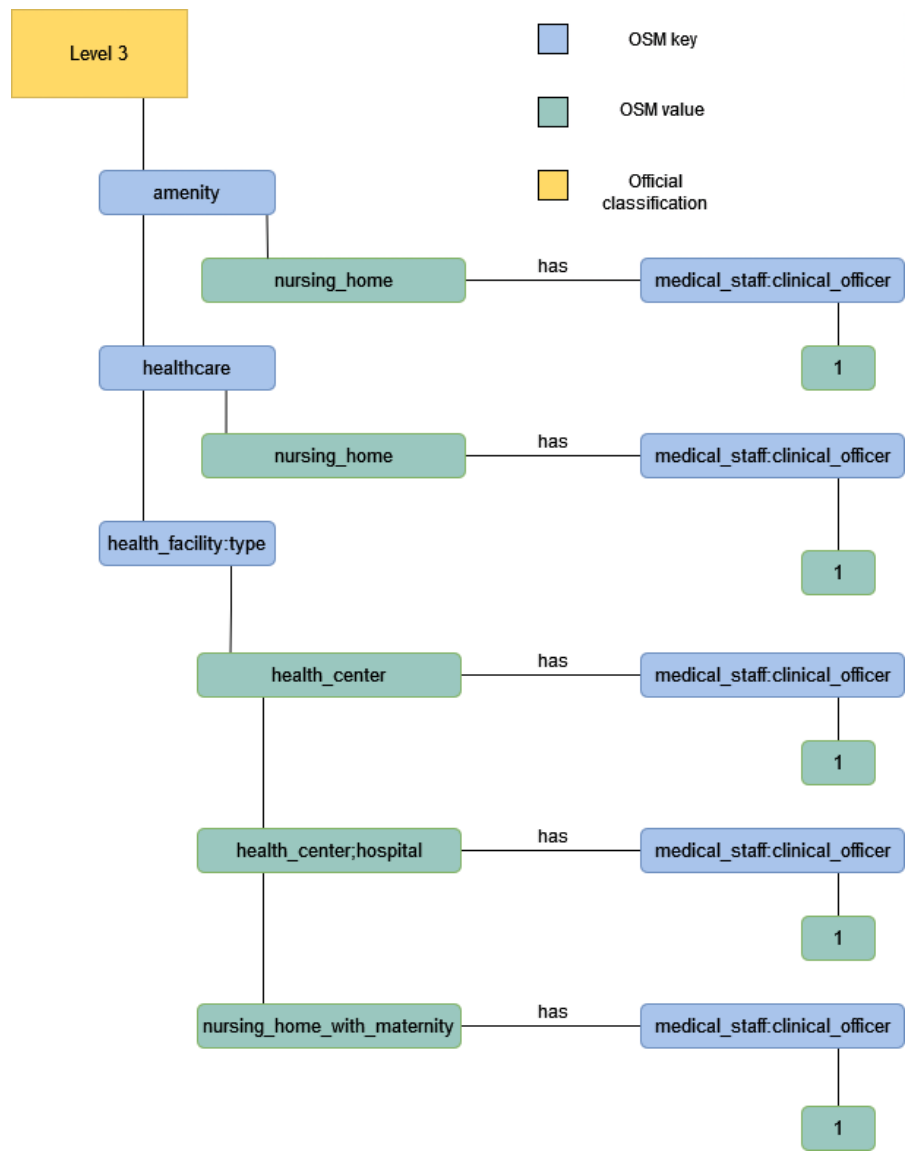 Level 3
OSM key
OSM value
Official
classification
amenity
nursing_home
has
medical_staff:clinical_officer
1
healthcare
nursing_home
has
medical_staff:clinical_officer
1
health_facility:type
health_center
has
medical_staff:clinical_officer
1
health_center;hospital
has
medical_staff:clinical_officer
1
nursing_home_with_maternity
has
medical_staff:clinical_officer
1